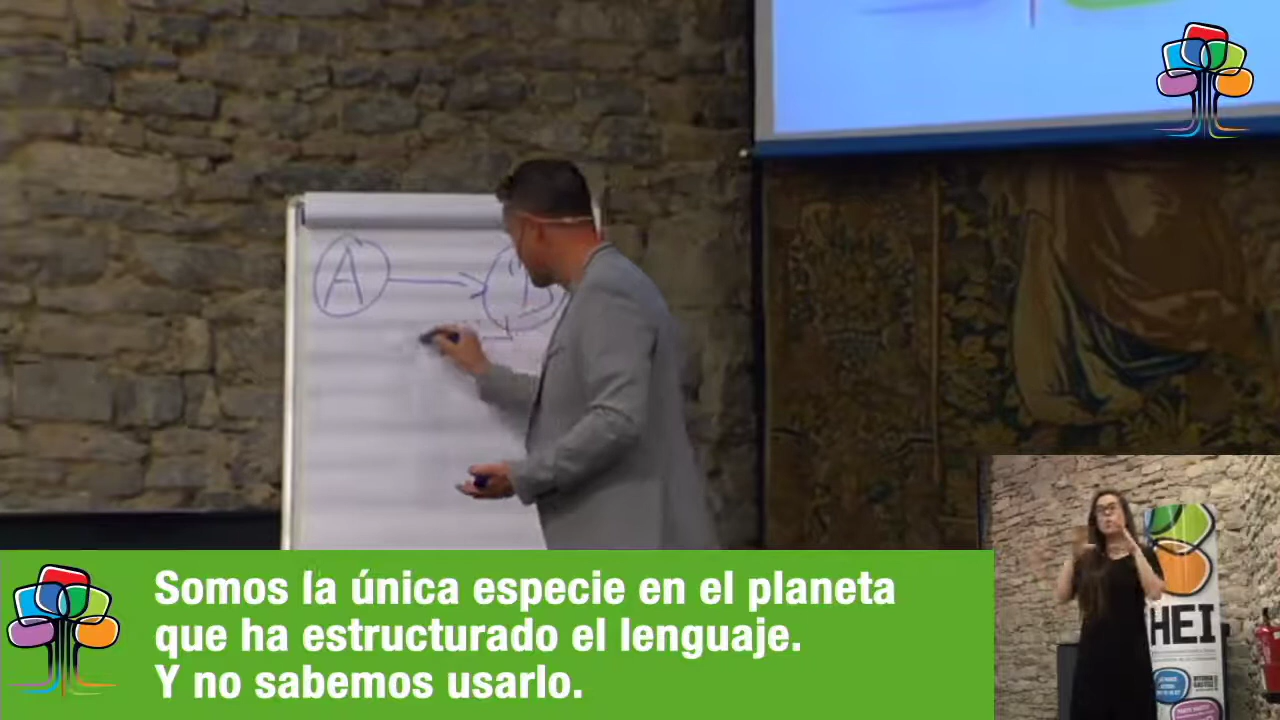 A
B
Somos la única especie en el planeta
que ha estructurado el lenguaje.
Y no sabemos usarlo.
HEI